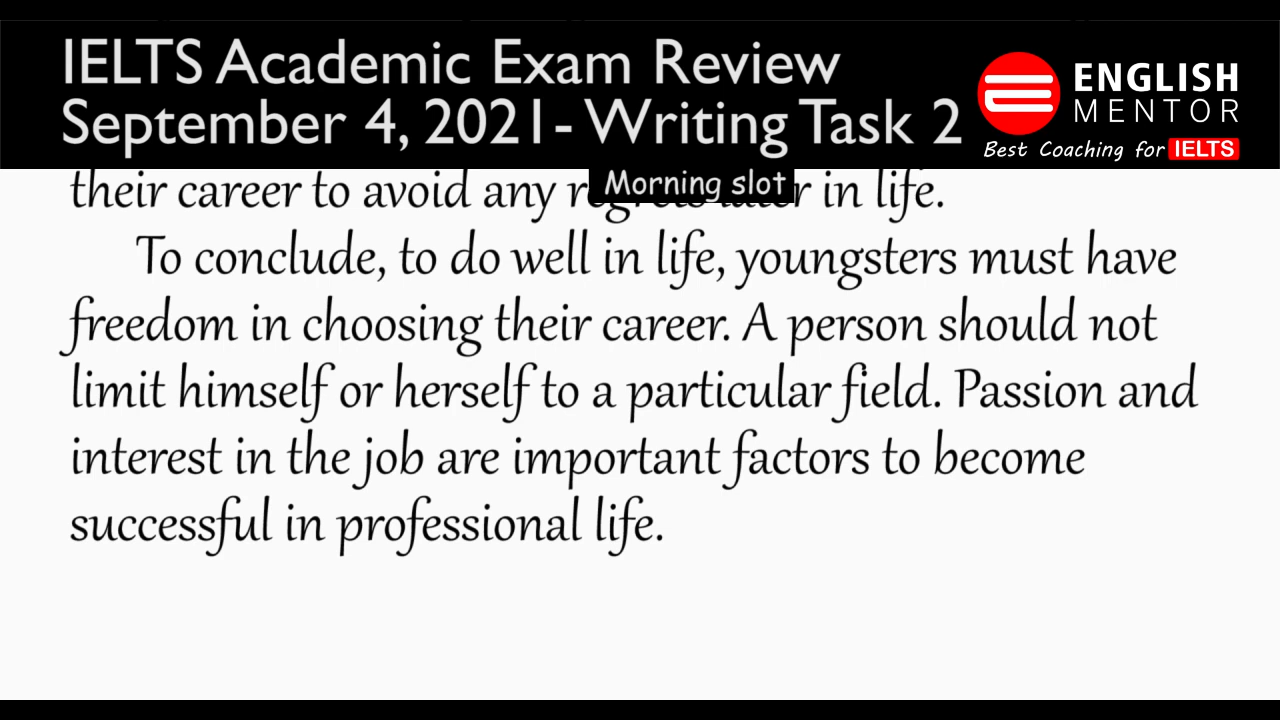 IELTS Academic Exam Review
September 4, 2021- Writing Task 2
ENGLISH
MENTOR
Best Coaching for IELTS
Morning slot
their career to avoid any in life.
To conclude, to do well in life, youngsters must have
freedom in choosing their career. A person should not
limit himself or herself to a particular field. Passion and
interest in the job are important factors to become
successful in professional life.